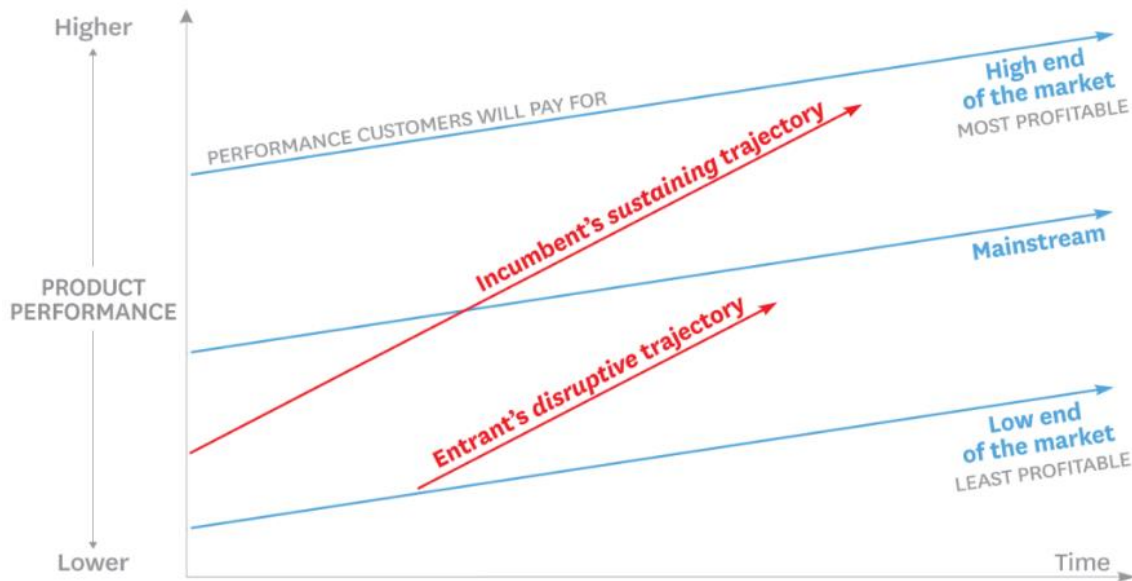 Higher
PERFORMANCE CUSTOMERS WILL PAY FOR
High end
of the market
MOST PROFITABLE
Incumbent’s sustaining trajectory
Mainstream
PRODUCT
PERFORMANCE
Entrant’s disruptive trajectory
Low end
of the market
LEAST PROFITABLE
Lower
Time